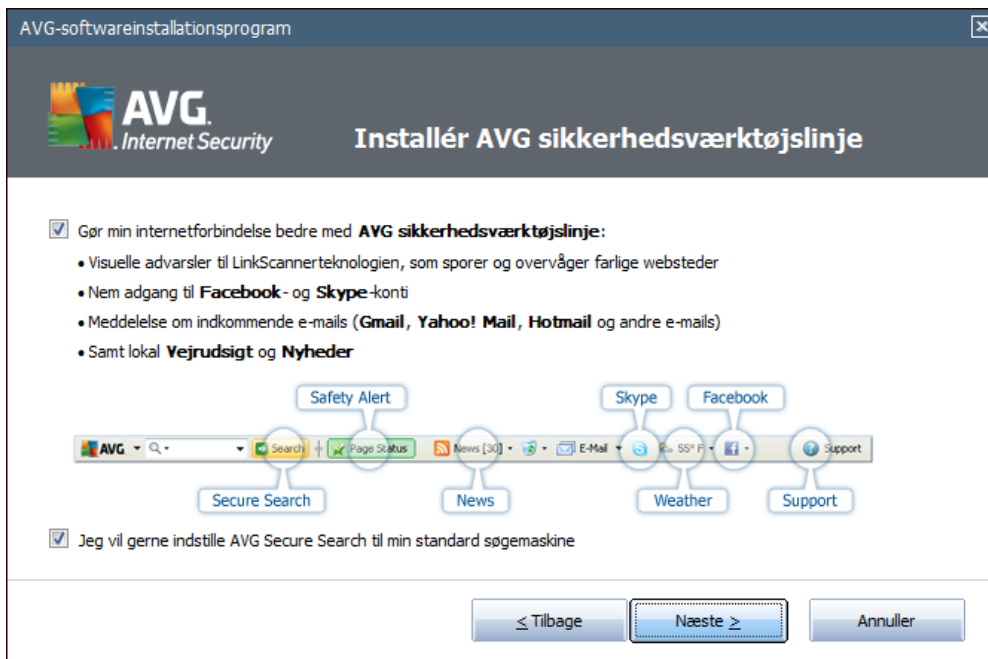 AVG-softwareinstallationsprogram
AVG.
Internet Security
Installér AVG sikkerhedsværktøjslinje
Gør min internetforbindelse bedre med AVG sikkerhedsværktøjslinje:
• Visuelle advarsler til LinkScannerteknologien, som sporer og overvåger farlige websteder
• Nem adgang til Facebook- og Skype-konti
• Meddelelse om indkommende e-mails (Gmail, Yahoo! Mail, Hotmail og andre e-mails)
• Samt lokal Vejrudsigt og Nyheder
Safety Alert Skype Facebook
AVG Search Page Status News [30] E-Mail 55° F Support
Secure Search News Weather Support
Jeg vil gerne indstille AVG Secure Search til min standard søgemaskine
< Tilbage Næste > Annuller